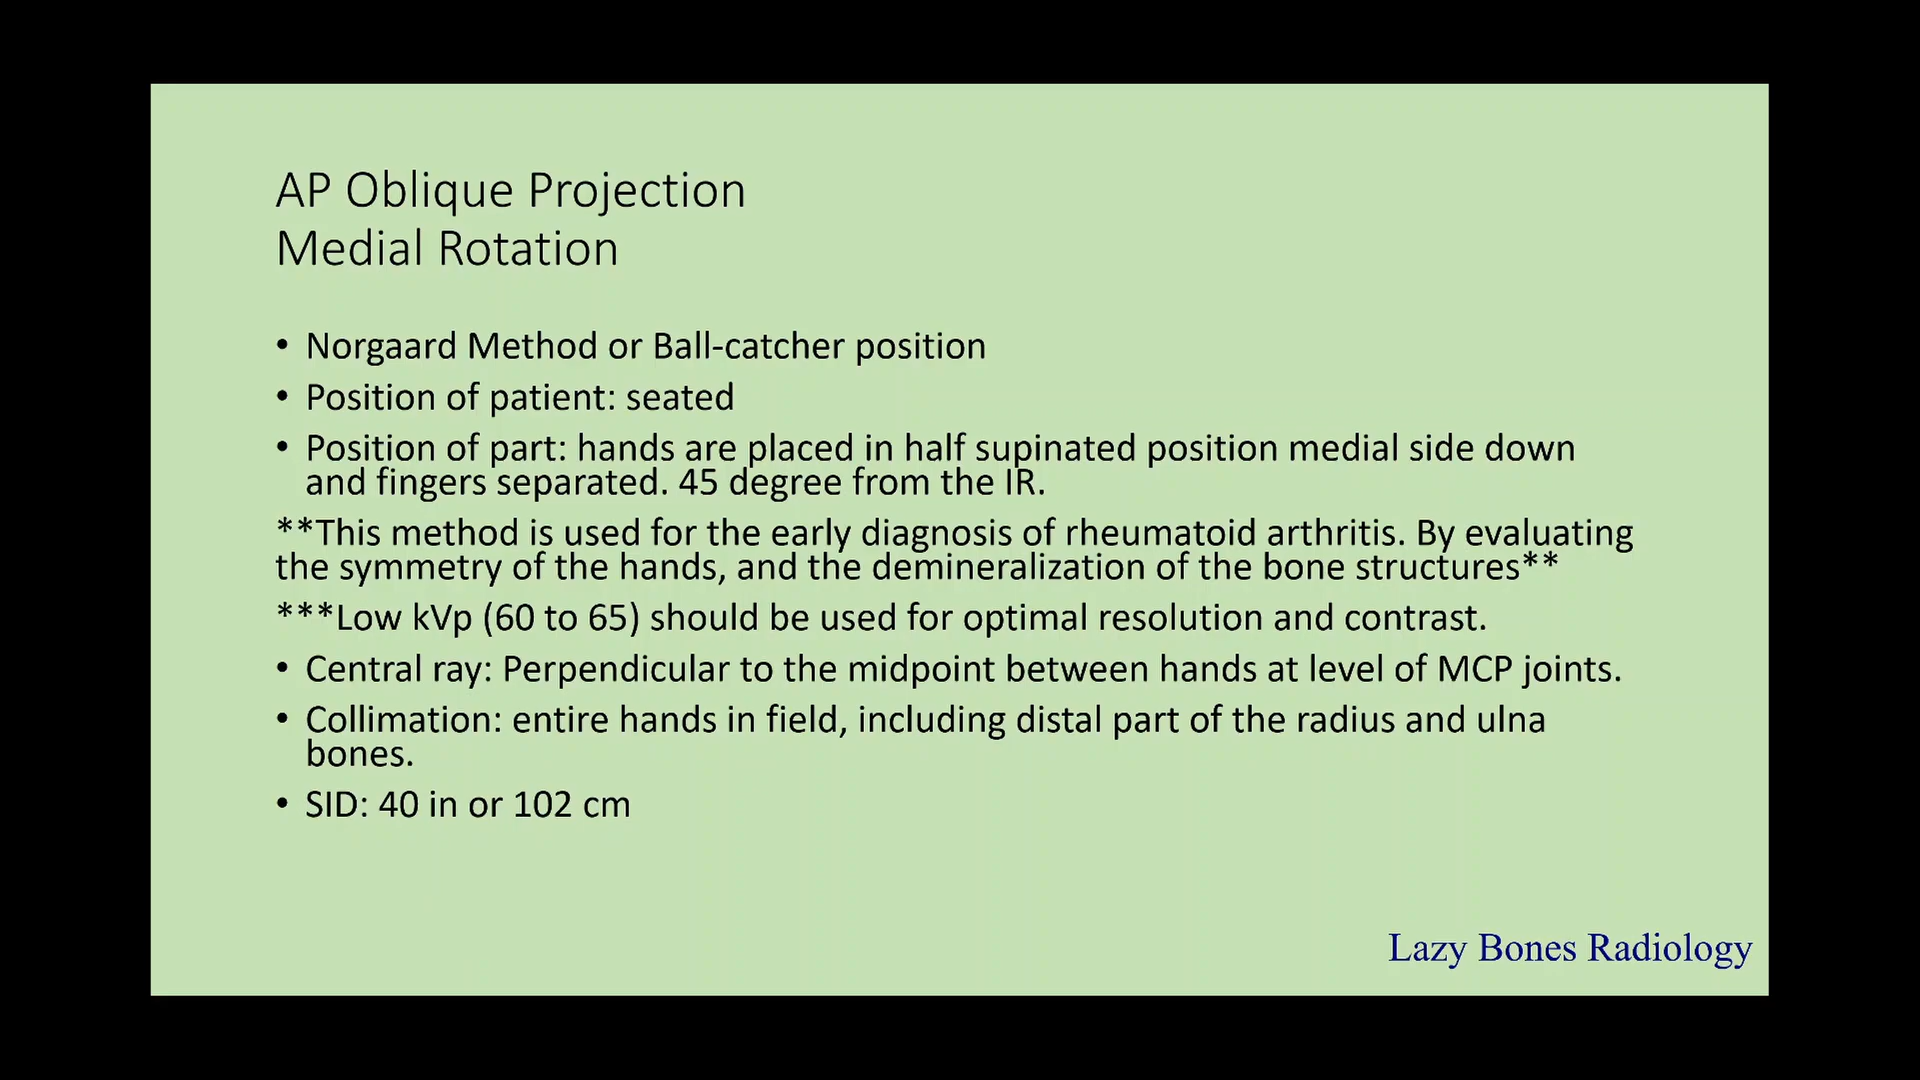 AP Oblique Projection
Medial Rotation
• Norgaard Method or Ball-catcher position
• Position of patient: seated
• Position of part: hands are placed in half supinated position medial side down
and fingers separated. 45 degree from the IR.
**This method is used for the early diagnosis of rheumatoid arthritis. By evaluating
the symmetry of the hands, and the demineralization of the bone structures**
***Low kVp (60 to 65) should be used for optimal resolution and contrast.
• Central ray: Perpendicular to the midpoint between hands at level of MCP joints.
• Collimation: entire hands in field, including distal part of the radius and ulna
bones.
• SID: 40 in or 102 cm
Lazy Bones Radiology